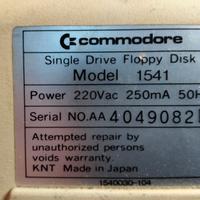 commodore
Single Drive Floppy Disk
Model 1541
Power 220Vac 250mA 50H
Serial NO.AA 4049082
Attempted repair by
unauthorized persons
voids warranty.
KNT Made in Japan
1540030-104